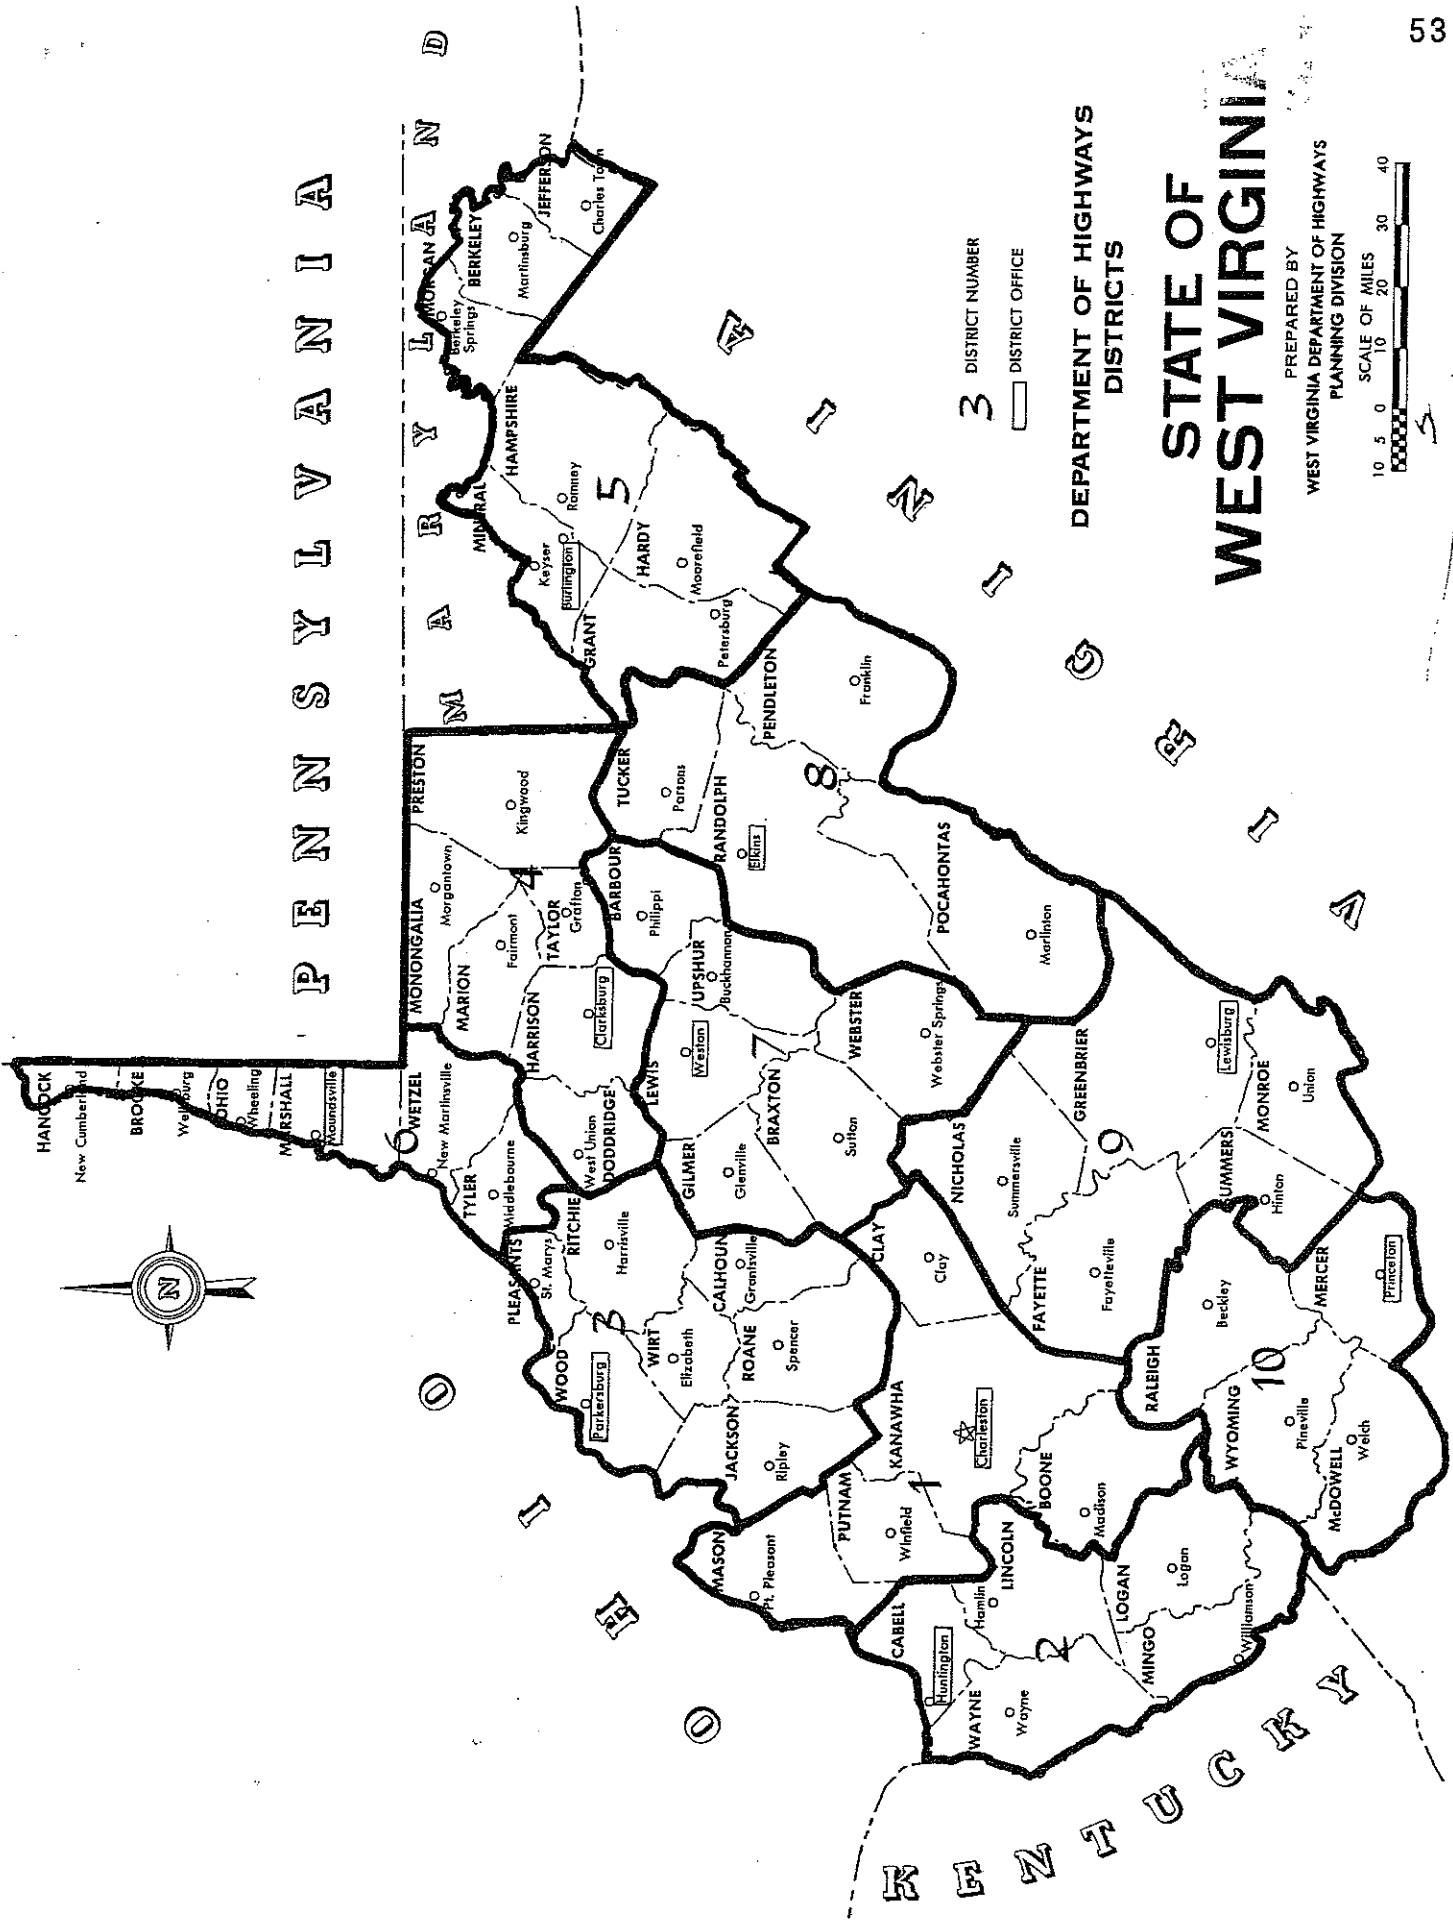 53
PENNSYLVANIA
MARYLAND
OHIO
KENTUCKY
VIRGINIA
N
HANCOCK
New Cumberland
BROOKE
Wellsburg
OHIO
Wheeling
MARSHALL
Moundsville
6
WETZEL
New Martinsville
TYLER
Middlebourne
PLEASANTS
St. Marys
RITCHIE
Harrisville
WOOD
Parkersburg
3
WIRT
Elizabeth
CALHOUN
Grantsville
ROANE
Spencer
JACKSON
Ripley
MASON
Pt. Pleasant
PUTNAM
Winfield
1
KANAWHA
Charleston
CLAY
Clay
BOONE
Madison
CABELL
Huntington
LINCOLN
Hamlin
2
WAYNE
Wayne
MINGO
Williamson
LOGAN
Logan
MONONGALIA
Morgantown
PRESTON
Kingwood
MARION
Fairmont
4
TAYLOR
Grafton
HARRISON
Clarksburg
DODDRIDGE
West Union
BARBOUR
Philippi
LEWIS
Weston
UPSHUR
Buckhannon
7
GILMER
Glenville
BRAXTON
Sutton
WEBSTER
Webster Springs
TUCKER
Parsons
RANDOLPH
Elkins
8
PENDLETON
Franklin
POCAHONTAS
Marlinton
MORGAN
Berkeley
Springs
BERKELEY
Martinsburg
JEFFERSON
Charles Town
HAMPSHIRE
Romney
MINERAL
Keyser
Burlington
5
GRANT
Petersburg
HARDY
Moorefield
NICHOLAS
Summersville
GREENBRIER
Lewisburg
9
FAYETTE
Fayetteville
SUMMERS
Hinton
MONROE
Union
RALEIGH
Beckley
10
WYOMING
Pineville
McDOWELL
Welch
MERCER
Princeton
3 DISTRICT NUMBER
DISTRICT OFFICE
DEPARTMENT OF HIGHWAYS
DISTRICTS
STATE OF
WEST VIRGINIA
PREPARED BY
WEST VIRGINIA DEPARTMENT OF HIGHWAYS
PLANNING DIVISION
SCALE OF MILES
10 5 0 10 20 30 40
5